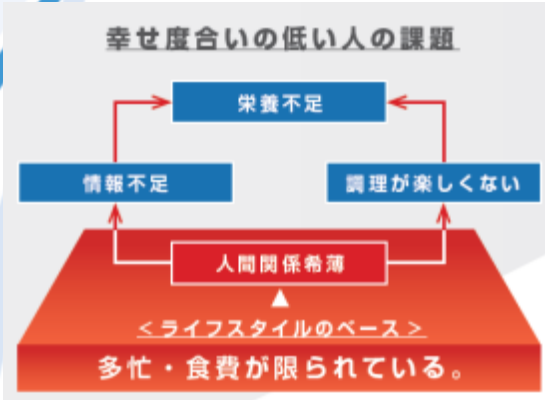 幸せ度合いの低い人の課題
栄養不足
情報不足
調理が楽しくない
人間関係希薄
<ライフスタイルのベース>
多忙・食費が限られている。